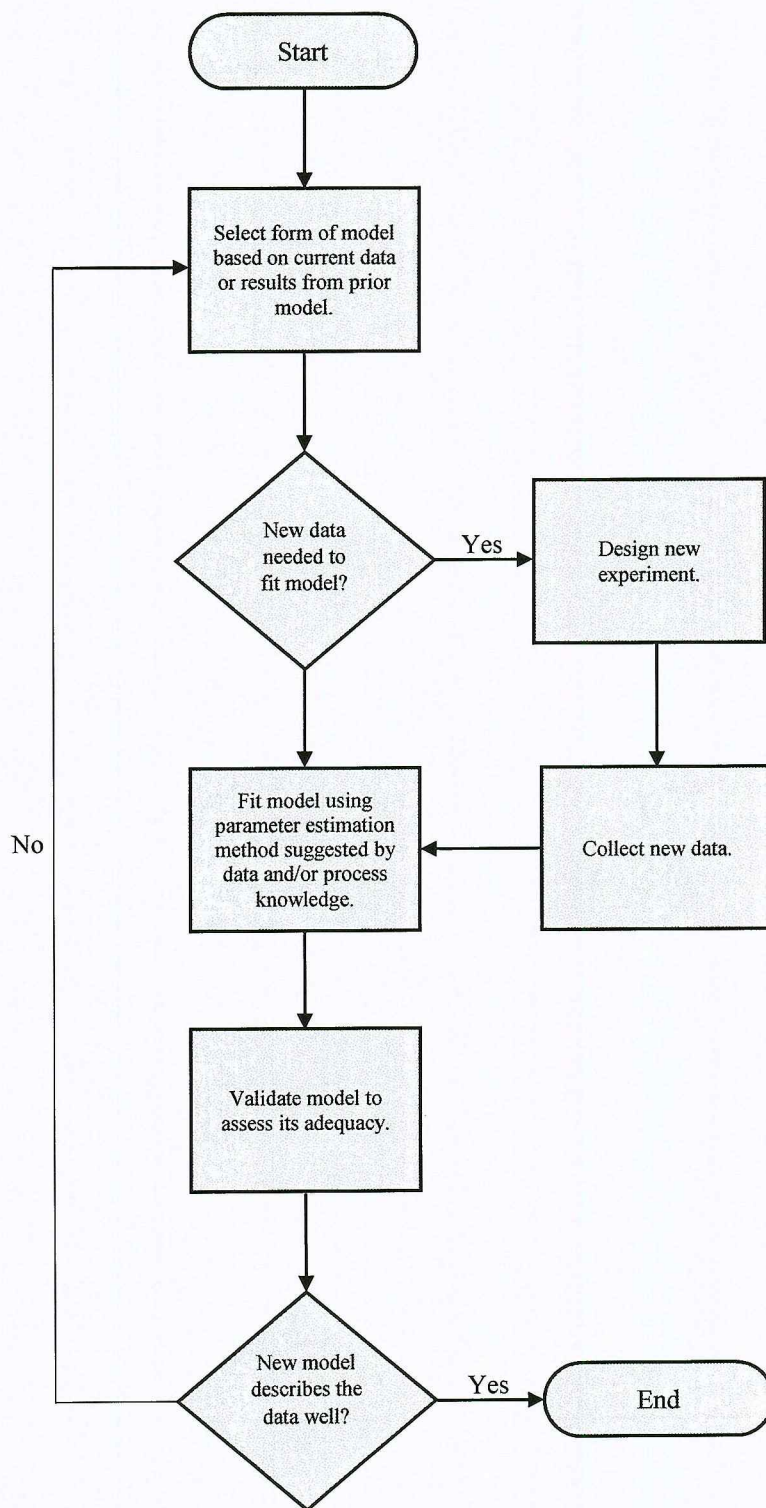 Start
Select form of model
based on current data
or results from prior
model.
New data
needed to
fit model?
Yes
Design new
experiment.
Fit model using
parameter estimation
method suggested by
data and/or process
knowledge.
Collect new data.
No
Validate model to
assess its adequacy.
New model
describes the
data well?
Yes
End